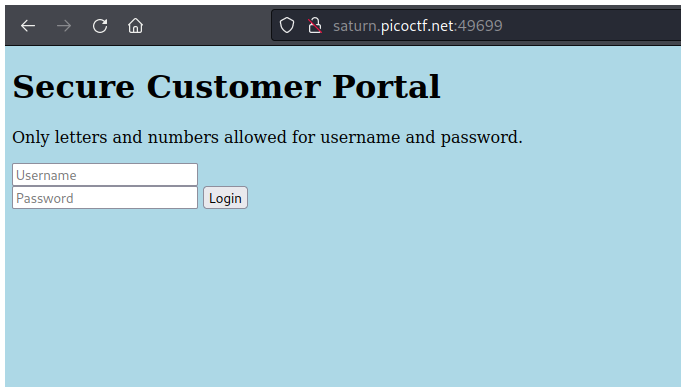 saturn.picoctf.net:49699
Secure Customer Portal
Only letters and numbers allowed for username and password.
Username
Password Login